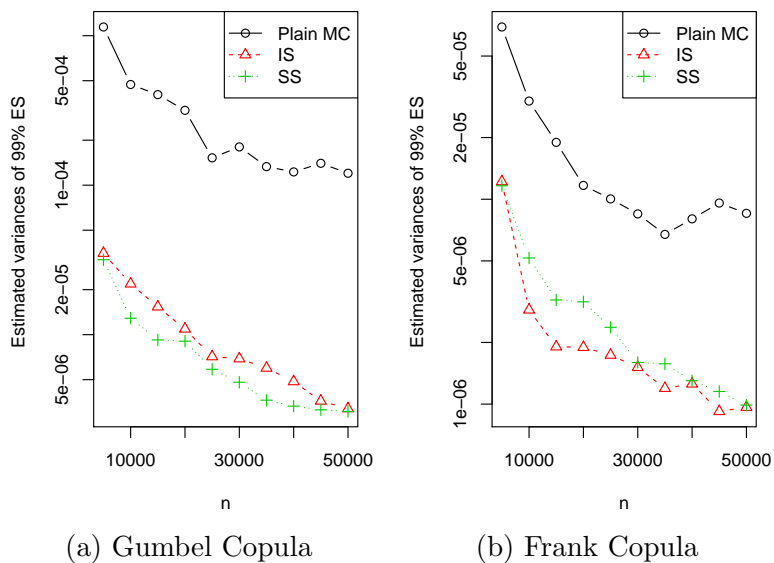 Plain MC
IS
SS
Estimated variances of 99% ES
5e-04
1e-04
2e-05
5e-06
10000 30000 50000
n
(a) Gumbel Copula
Plain MC
IS
SS
Estimated variances of 99% ES
5e-05
2e-05
5e-06
1e-06
10000 30000 50000
n
(b) Frank Copula